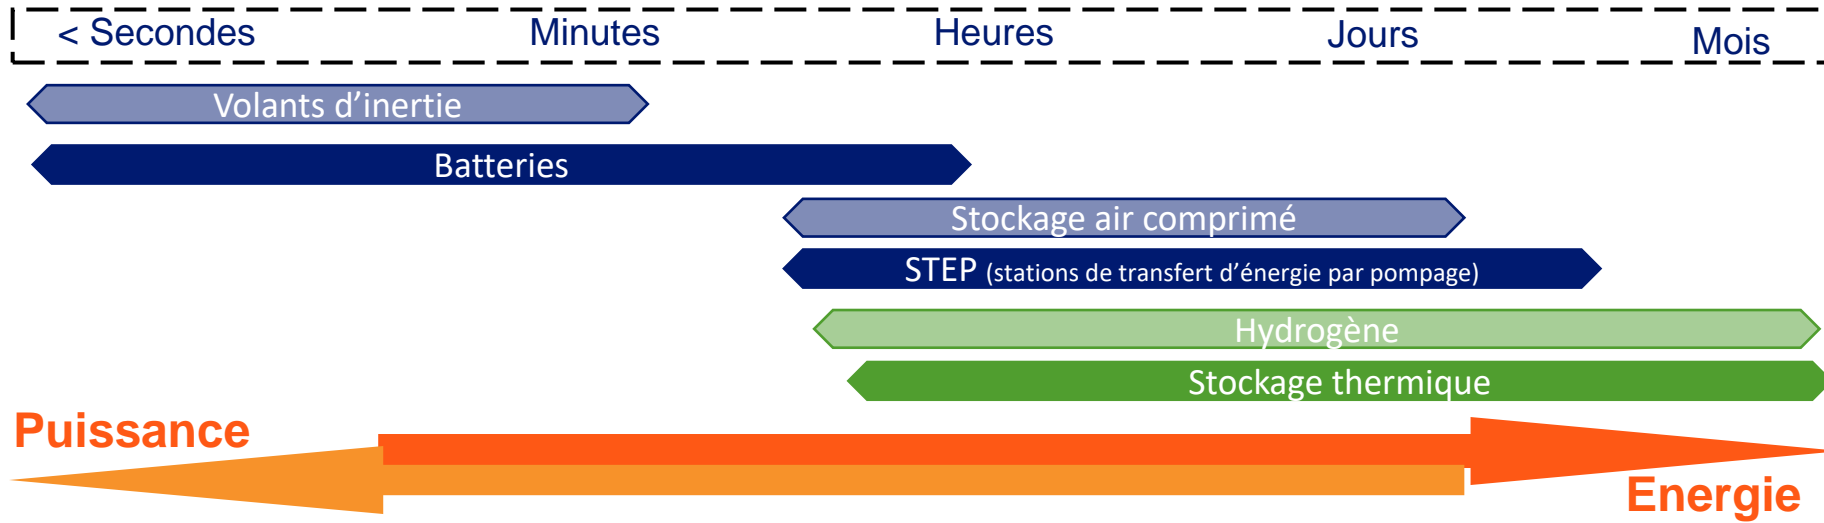 < Secondes Minutes Heures Jours Mois
Volants d’inertie
Batteries
Stockage air comprimé
STEP (stations de transfert d’énergie par pompage)
Hydrogène
Stockage thermique
Puissance
Energie